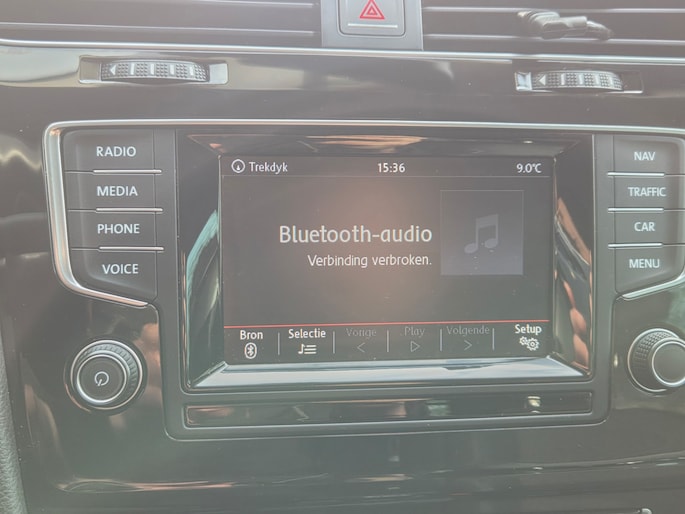 RADIO
MEDIA
PHONE
VOICE
Trekdyk 15:36 9.0°C
Bluetooth-audio
Verbinding verbroken.
Bron Selectie Vorige Play Volgende Setup
NAV
TRAFFIC
CAR
MENU